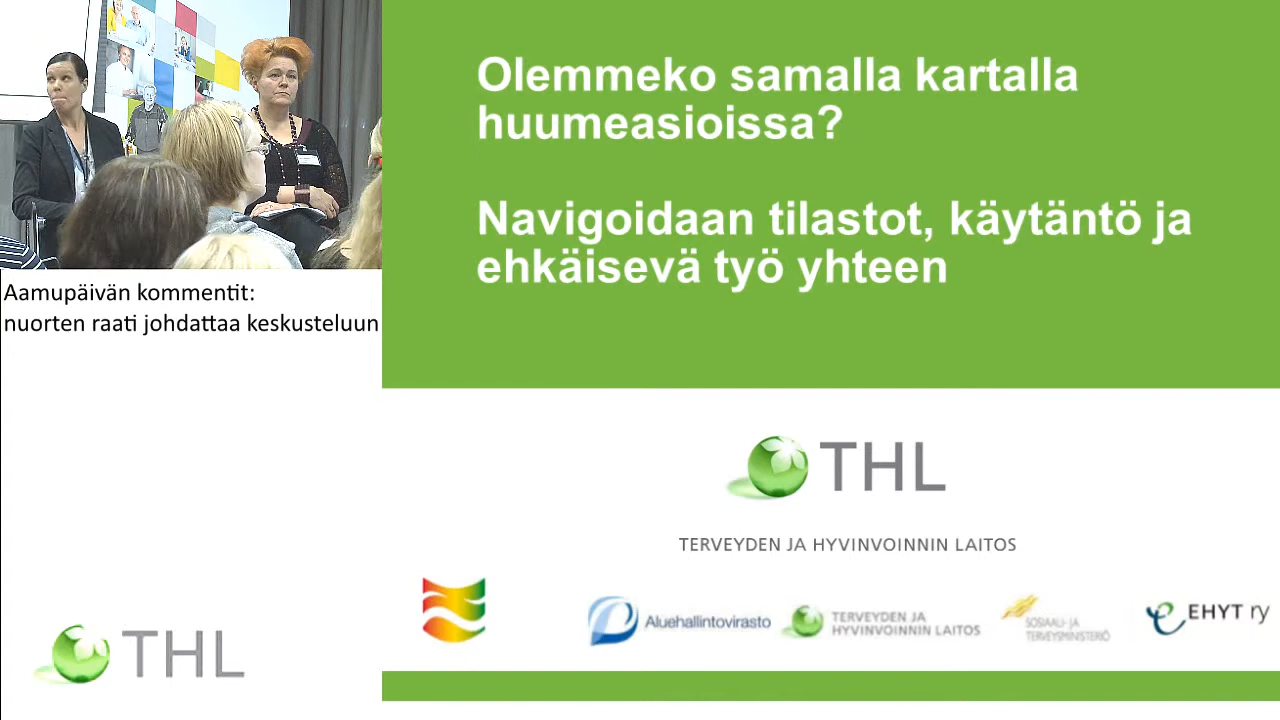 Olemmeko samalla kartalla
huumeasioissa?
Navigoidaan tilastot, käytäntö ja
ehkäisevä työ yhteen
Aamupäivän kommentit:
nuorten raati johdattaa keskusteluun
THL
TERVEYDEN JA HYVINVOINNIN LAITOS
Aluehallintovirasto
TERVEYDEN JA
HYVINVOINNIN LAITOS
SOSIAALI- JA
TERVEYSMINISTERIÖ
EHYT ry
THL